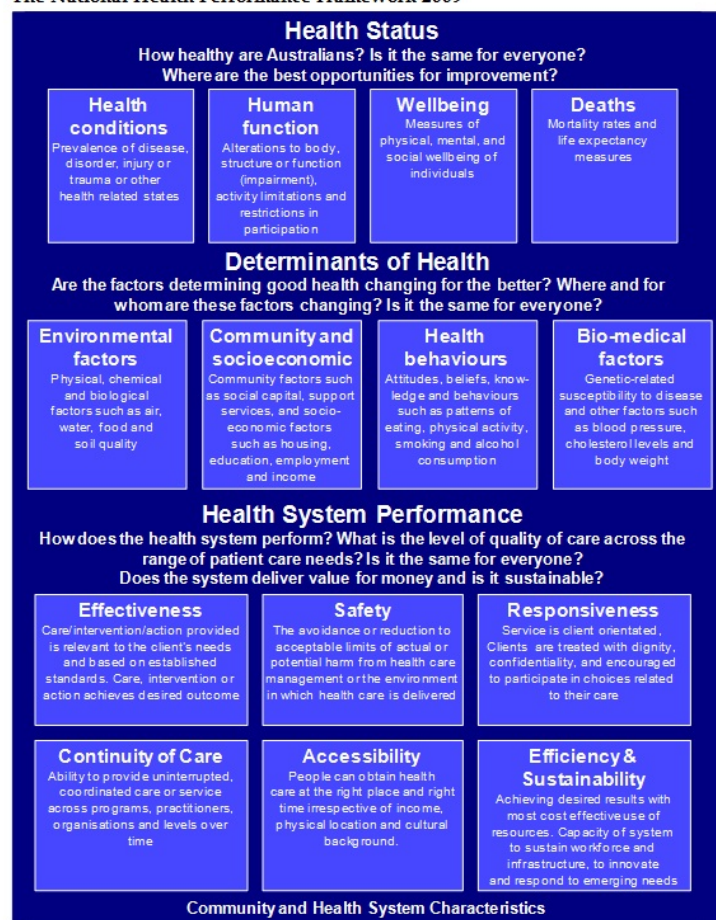 The National Health Performance Framework 2009
Health Status
How healthy are Australians? Is it the same for everyone?
Where are the best opportunities for improvement?
Health
conditions
Prevalence of disease,
disorder, injury or
trauma or other
health related states
Human
function
Alterations to body,
structure or function
(impairment),
activity limitations and
restrictions in
participation
Wellbeing
Measures of
physical, mental, and
social wellbeing of
individuals
Deaths
Mortality rates and
life expectancy
measures
Determinants of Health
Are the factors determining good health changing for the better? Where and for
whom are these factors changing? Is it the same for everyone?
Environmental
factors
Physical, chemical
and biological
factors such as air,
water, food and
soil quality
Community and
socioeconomic
Community factors such
as social capital, support
services, and socio-
economic factors
such as housing,
education, employment
and income
Health
behaviours
Attitudes, beliefs, know-
ledge and behaviours
such as patterns of
eating, physical activity,
smoking and alcohol
consumption
Bio-medical
factors
Genetic-related
susceptibility to disease
and other factors such
as blood pressure,
cholesterol levels and
body weight
Health System Performance
How does the health system perform? What is the level of quality of care across the
range of patient care needs? Is it the same for everyone?
Does the system deliver value for money and is it sustainable?
Effectiveness
Care/intervention/action provided
is relevant to the client's needs
and based on established
standards. Care, intervention or
action achieves desired outcome
Safety
The avoidance or reduction to
acceptable limits of actual or
potential harm from health care
management or the environment
in which health care is delivered
Responsiveness
Service is client orientated,
Clients are treated with dignity,
confidentiality, and encouraged
to participate in choices related
to their care
Continuity of Care
Ability to provide uninterrupted,
coordinated care or service
across programs, practitioners,
organisations and levels over
time
Accessibility
People can obtain health
care at the right place and right
time irrespective of income,
physical location and cultural
background.
Efficiency &
Sustainability
Achieving desired results with
most cost effective use of
resources. Capacity of system
to sustain workforce and
infrastructure, to innovate
and respond to emerging needs
Community and Health System Characteristics